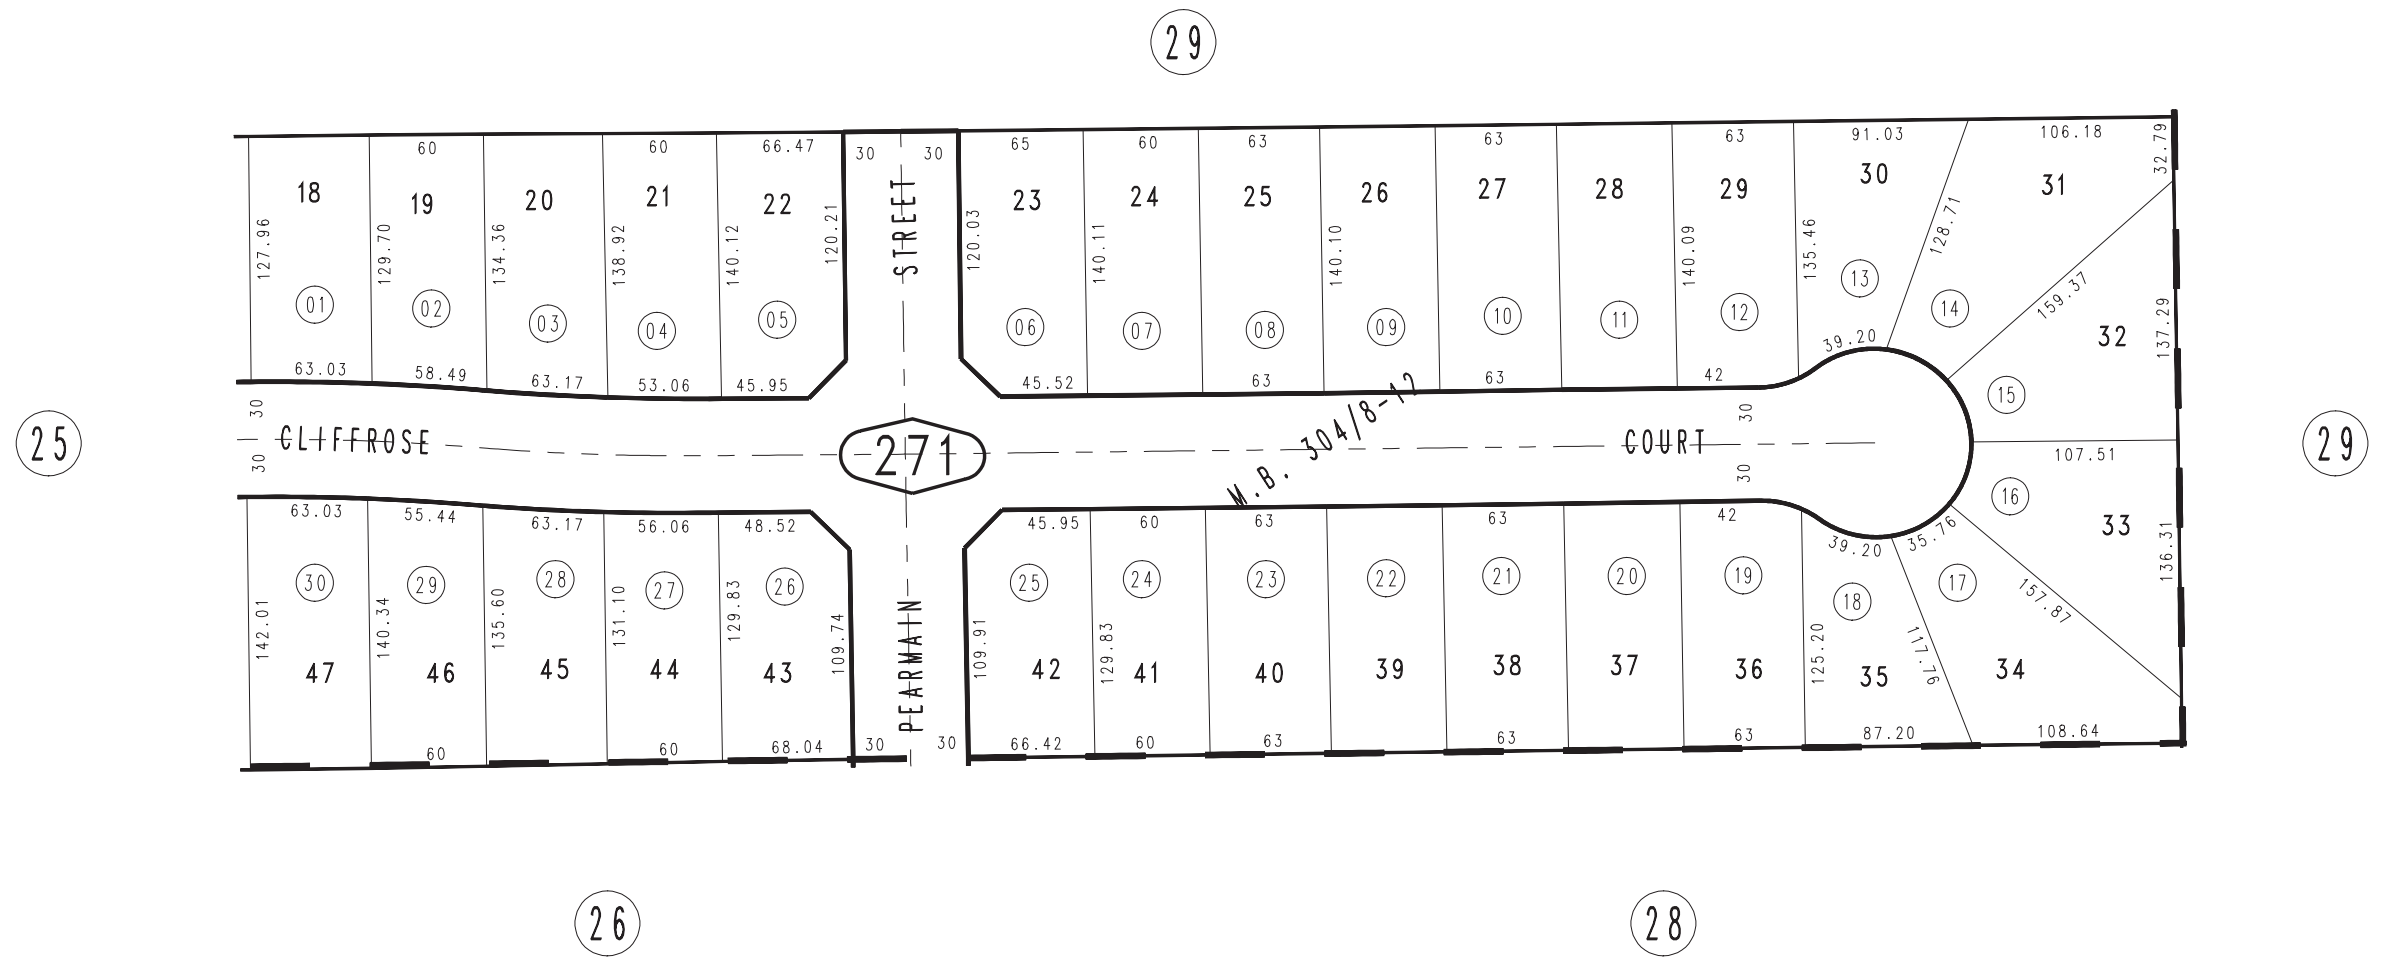 29
60 60 66.47 30 30 65 60 63 63 63 91.03 106.18
32.79
18 19 20 21 22 STREET 23 24 25 26 27 28 29 30 31
127.96 129.70 134.36 138.92 140.12 120.21 120.03 140.11 140.10 140.09 135.46 128.71 159.37 137.29
01 02 03 04 05 06 07 08 09 10 11 12 13 14
32
63.03 58.49 63.17 53.06 45.95 45.52 63 63 42 39.20
15
30 30
25 CLIFFROSE 271 M.B. 304/8-12 COURT 29
30 30
107.51
16
33
63.03 55.44 63.17 56.06 48.52 45.95 60 63 63 42 39.20 35.76
30 29 28 27 26 25 24 23 22 21 20 19 18 17
142.01 140.34 135.60 131.10 129.83 109.74 109.91 129.83 125.20 117.76 157.87 136.31
47 46 45 44 43 PEARMAIN 42 41 40 39 38 37 36 35 34
60 60 68.04 30 30 66.42 60 63 63 63 87.20 108.64
26 28